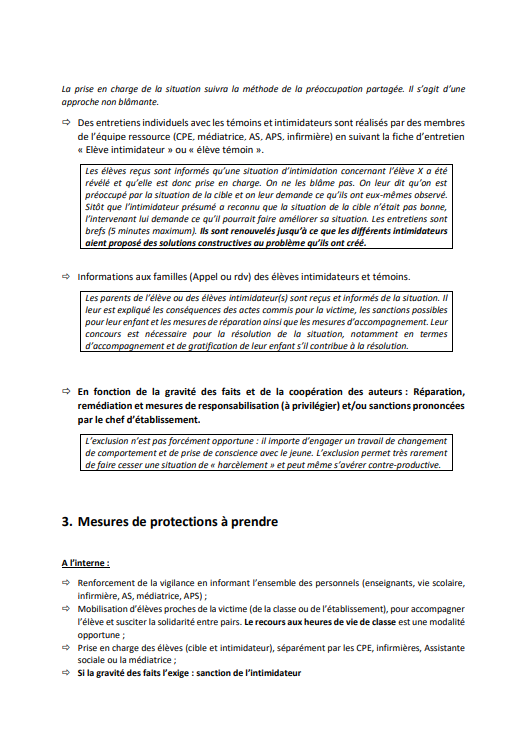 La prise en charge de la situation suivra la méthode de la préoccupation partagée. Il s'agit d'une
approche non blâmante.
⇨ Des entretiens individuels avec les témoins et intimidateurs sont réalisés par des membres
de l'équipe ressource (CPE, médiatrice, AS, APS, infirmière) en suivant la fiche d'entretien
« Elève intimidateur » ou « élève témoin ».
Les élèves reçus sont informés qu'une situation d'intimidation concernant l'élève X a été
révélé et qu'elle est donc prise en charge. On ne les blâme pas. On leur dit qu'on est
préoccupé par la situation de la cible et on leur demande ce qu'ils ont eux-mêmes observé.
Sitôt que l'intimidateur présumé a reconnu que la situation de la cible n'était pas bonne,
l'intervenant lui demande ce qu'il pourrait faire améliorer sa situation. Les entretiens sont
brefs (5 minutes maximum). Ils sont renouvelés jusqu'à ce que les différents intimidateurs
aient proposé des solutions constructives au problème qu'ils ont créé.
⇨ Informations aux familles (Appel ou rdv) des élèves intimidateurs et témoins.
Les parents de l'élève ou des élèves intimidateur(s) sont reçus et informés de la situation. Il
leur est expliqué les conséquences des actes commis pour la victime, les sanctions possibles
pour leur enfant et les mesures de réparation ainsi que les mesures d'accompagnement. Leur
concours est nécessaire pour la résolution de la situation, notamment en termes
d'accompagnement et de gratification de leur enfant s'il contribue à la résolution.
⇨ En fonction de la gravité des faits et de la coopération des auteurs : Réparation,
remédiation et mesures de responsabilisation (à privilégier) et/ou sanctions prononcées
par le chef d'établissement.
L'exclusion n'est pas forcément opportune : il importe d'engager un travail de changement
de comportement et de prise de conscience avec le jeune. L'exclusion permet très rarement
de faire cesser une situation de « harcèlement » et peut même s'avérer contre-productive.
3. Mesures de protections à prendre
A l'interne :
⇨ Renforcement de la vigilance en informant l'ensemble des personnels (enseignants, vie scolaire,
infirmière, AS, médiatrice, APS) ;
⇨ Mobilisation d'élèves proches de la victime (de la classe ou de l'établissement), pour accompagner
l'élève et susciter la solidarité entre pairs. Le recours aux heures de vie de classe est une modalité
opportune ;
⇨ Prise en charge des élèves (cible et intimidateur), séparément par les CPE, infirmières, Assistante
sociale ou la médiatrice ;
⇨ Si la gravité des faits l'exige : sanction de l'intimidateur